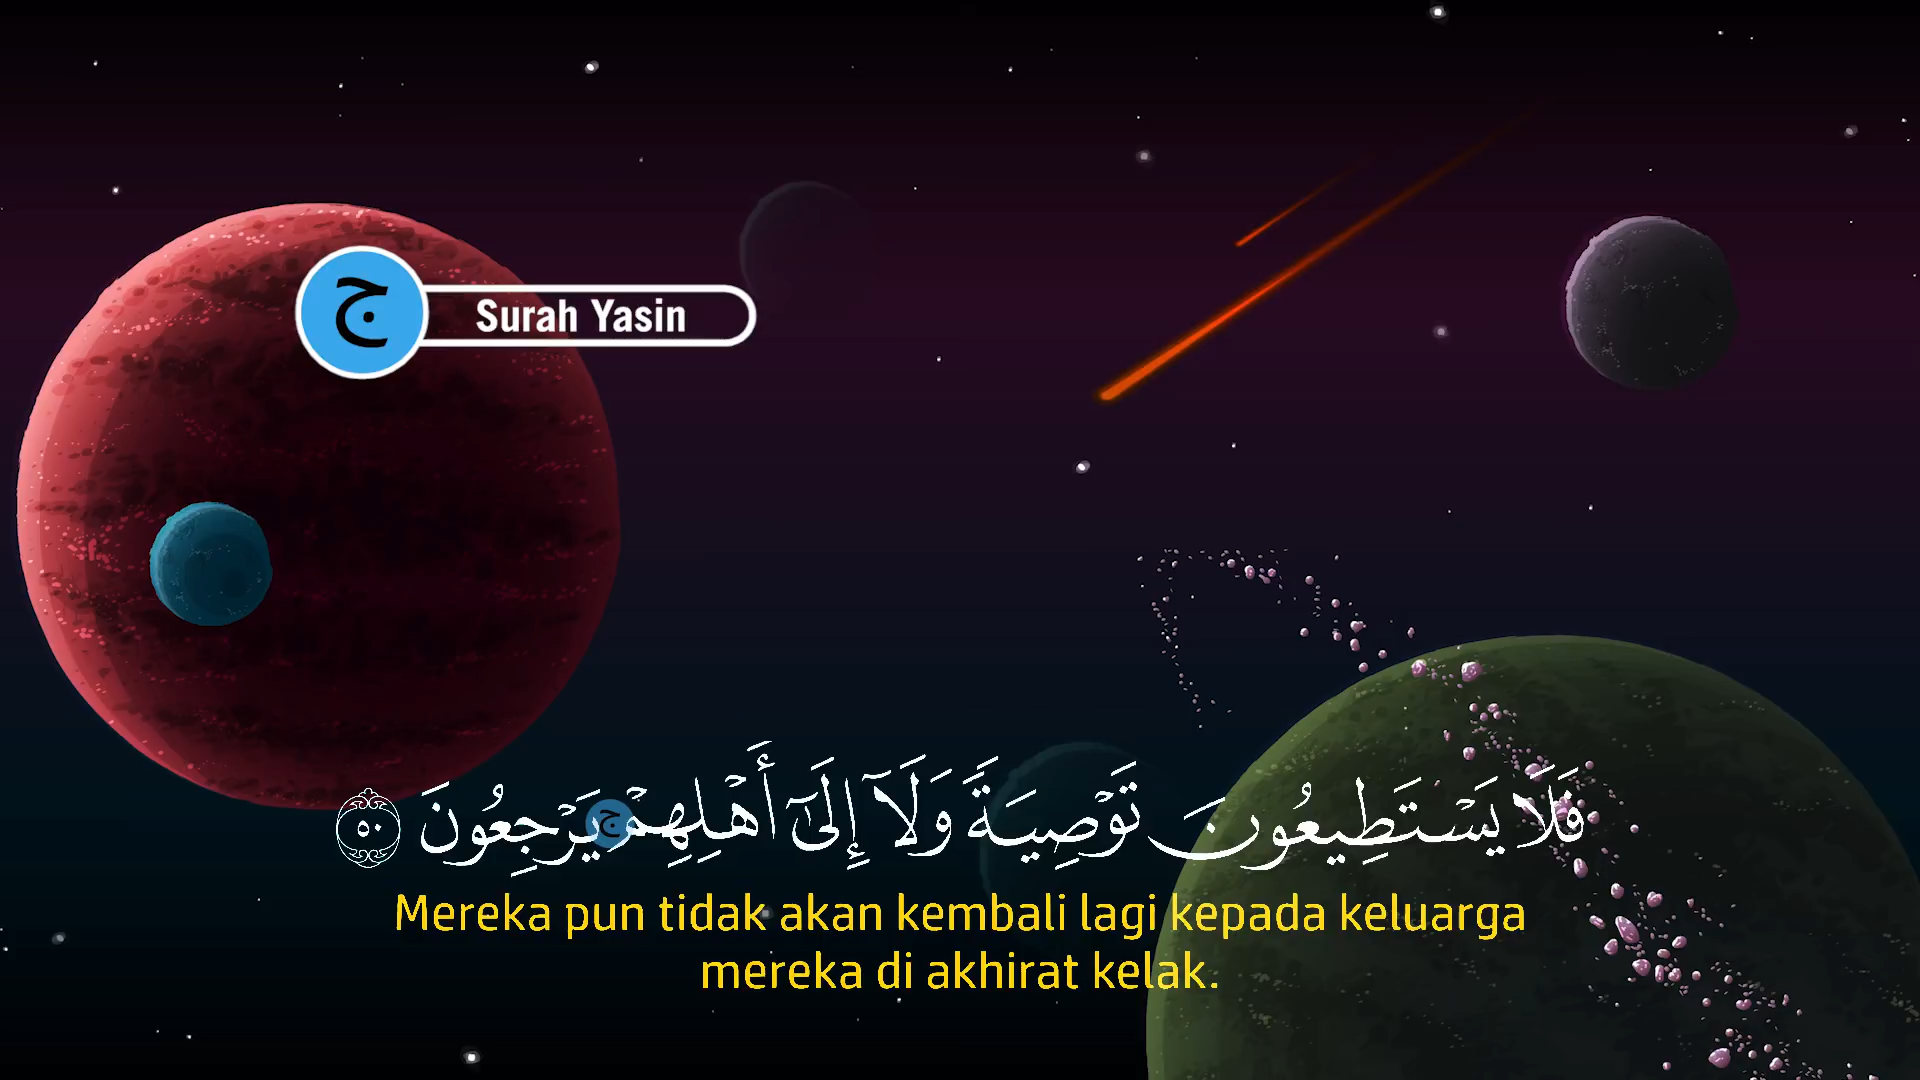 ج
Surah Yasin
فَلَا يَسْتَطِيعُونَ تَوْصِيَةً وَلَآ إِلَىٰٓ أَهْلِهِمْ يَرْجِعُونَ ٥٠
ج
Mereka pun tidak akan kembali lagi kepada keluarga
mereka di akhirat kelak.